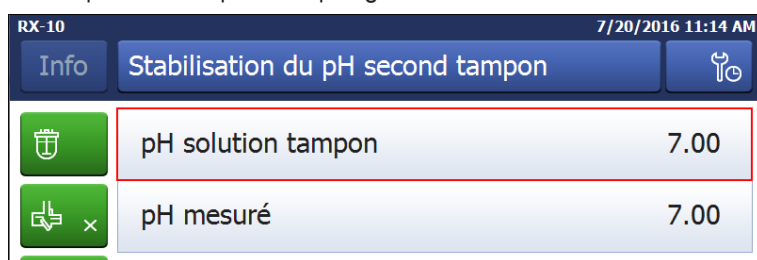 RX-10 7/20/2016 11:14 AM
Info Stabilisation du pH second tampon
pH solution tampon 7.00
pH mesuré 7.00